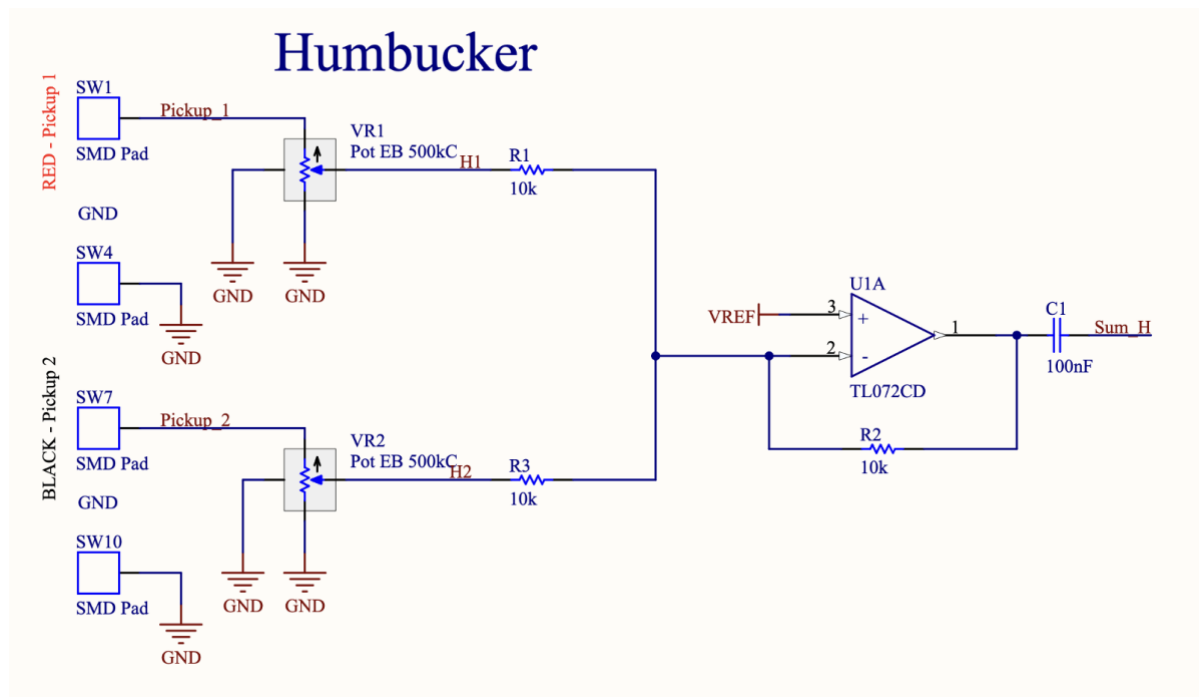 Humbucker
RED - Pickup 1
SW1
SMD Pad
Pickup_1
VR1
Pot EB 500kC
H1
R1
10k
GND
GND
GND
SW4
SMD Pad
GND
BLACK - Pickup 2
SW7
SMD Pad
Pickup_2
VR2
Pot EB 500kC
H2
R3
10k
GND
GND
GND
SW10
SMD Pad
GND
VREF
3
2
+
-
U1A
TL072CD
1
R2
10k
C1
100nF
Sum_H